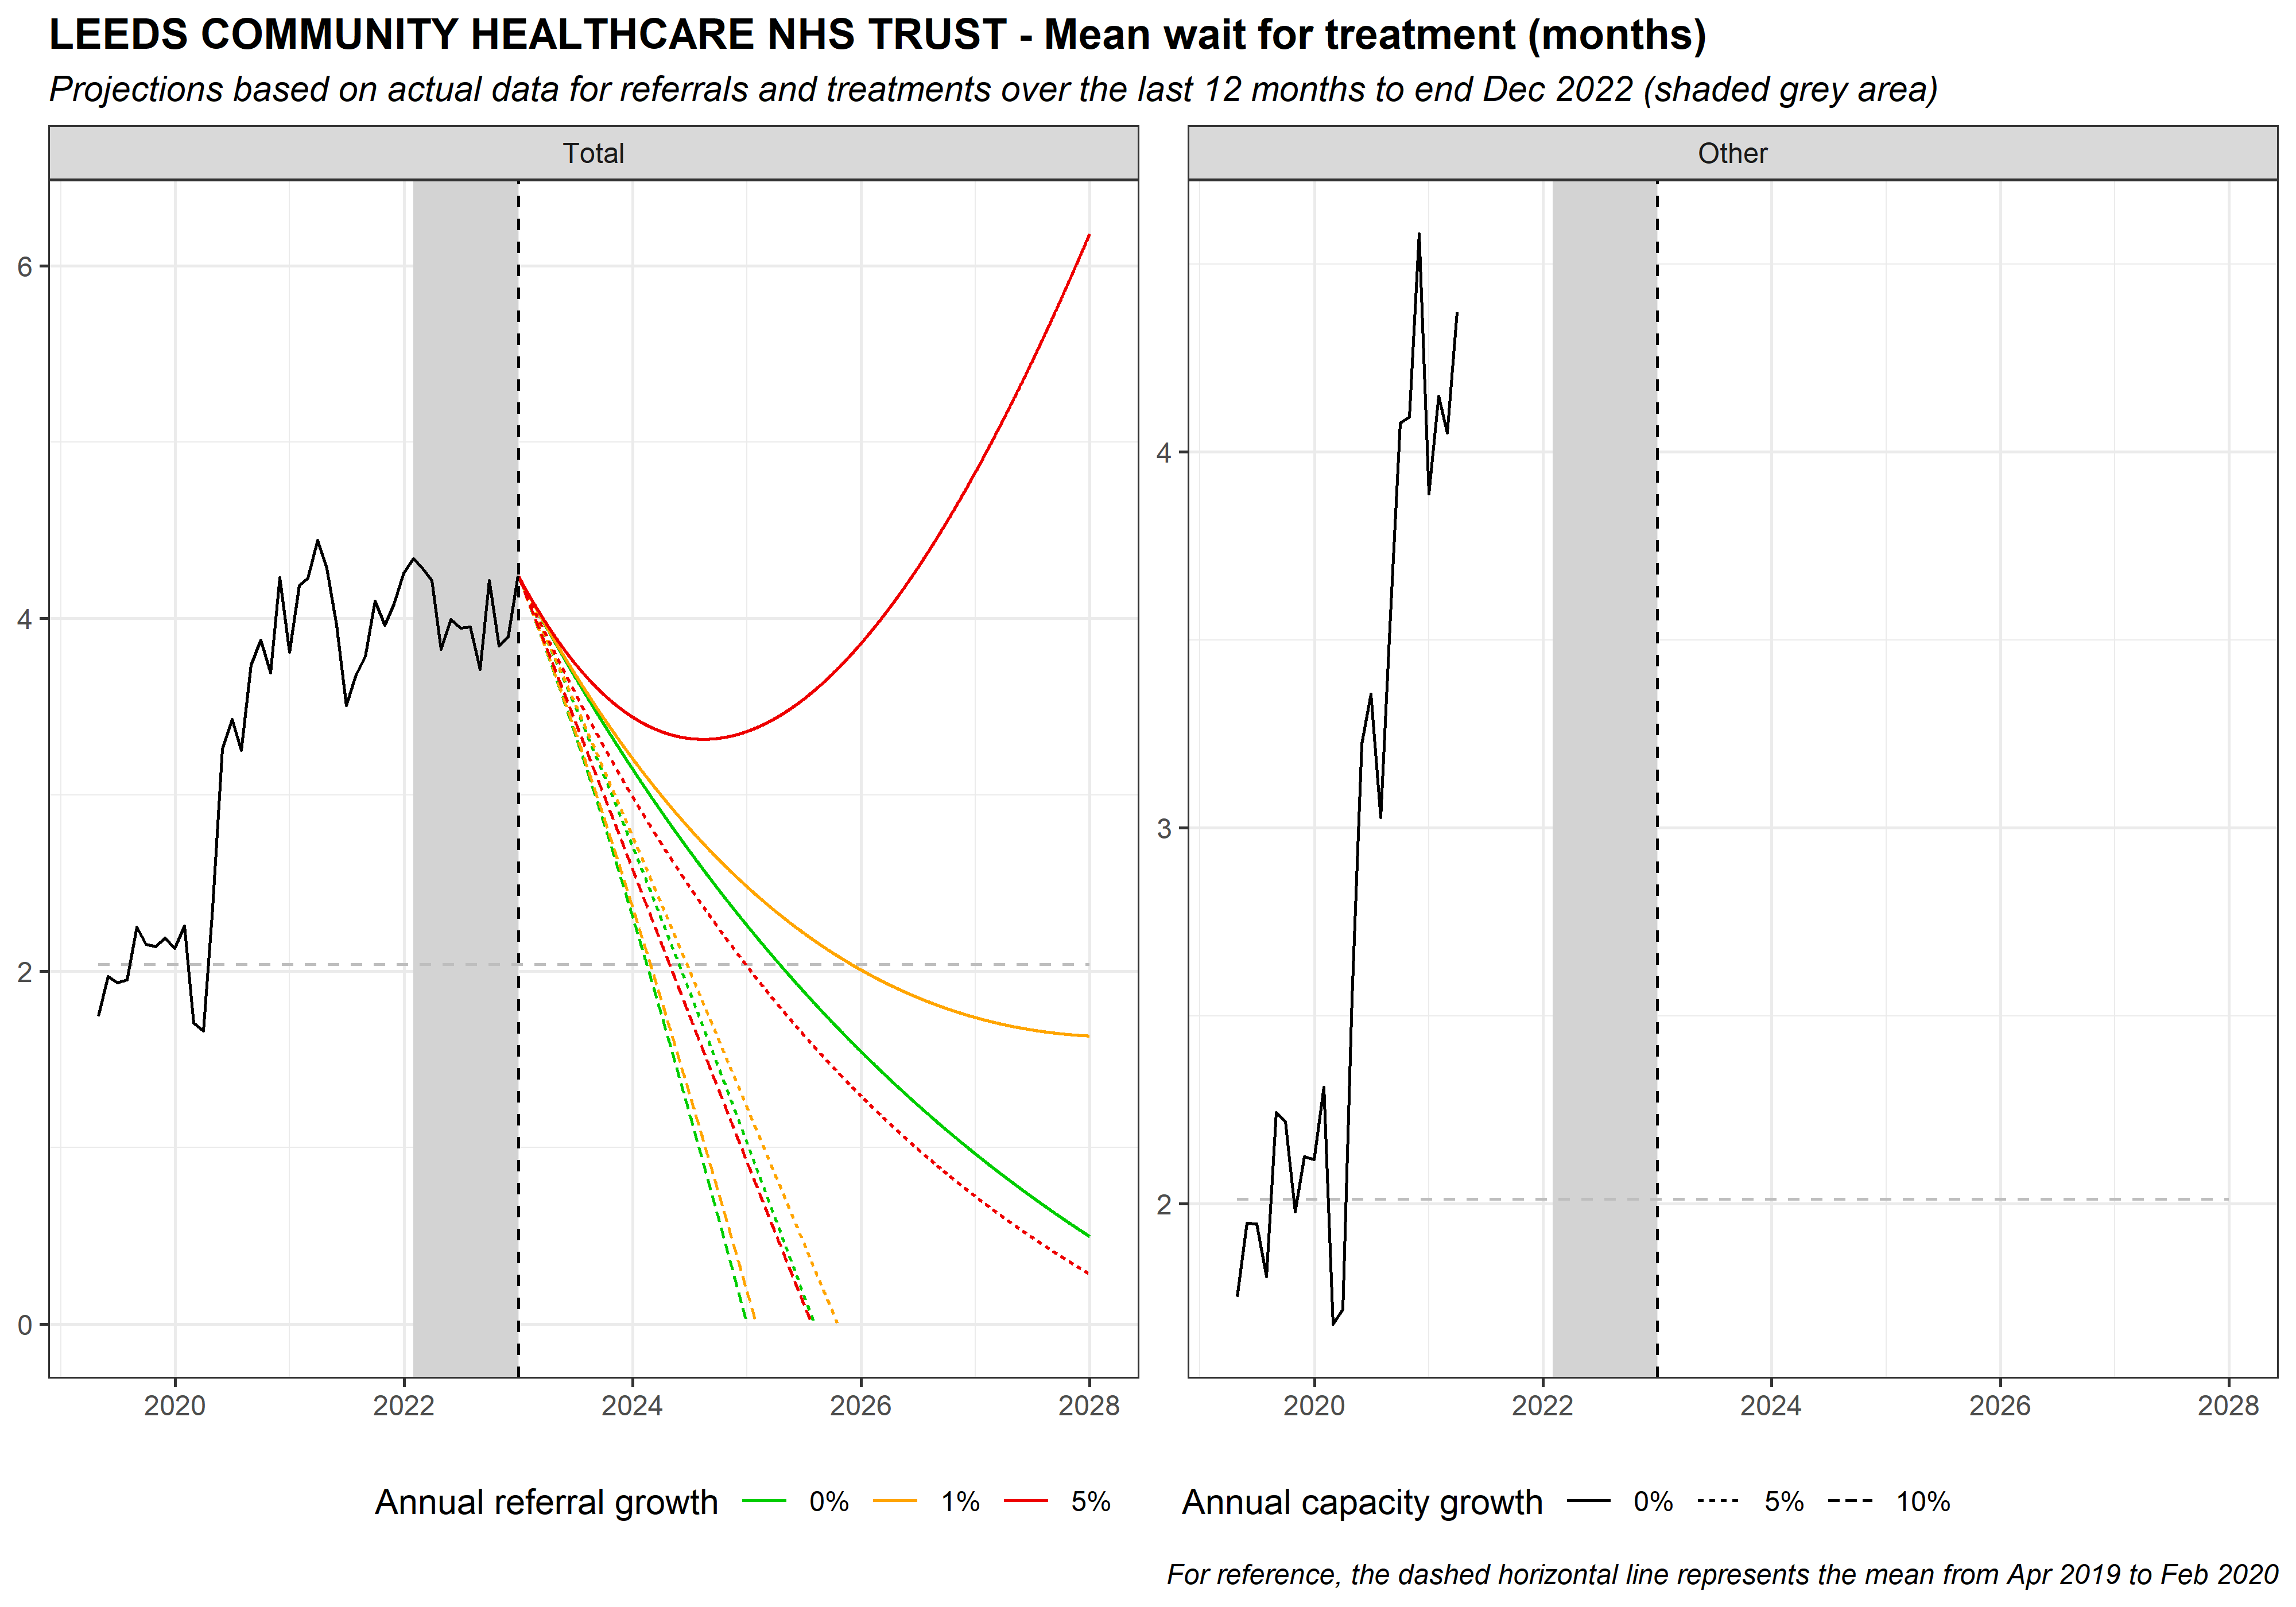 LEEDS COMMUNITY HEALTHCARE NHS TRUST - Mean wait for treatment (months)
Projections based on actual data for referrals and treatments over the last 12 months to end Dec 2022 (shaded grey area)
Total
Other
6
4
2
0
4
3
2
2020 2022 2024 2026 2028
2020 2022 2024 2026 2028
Annual referral growth 0% 1% 5%
Annual capacity growth 0% 5% 10%
For reference, the dashed horizontal line represents the mean from Apr 2019 to Feb 2020